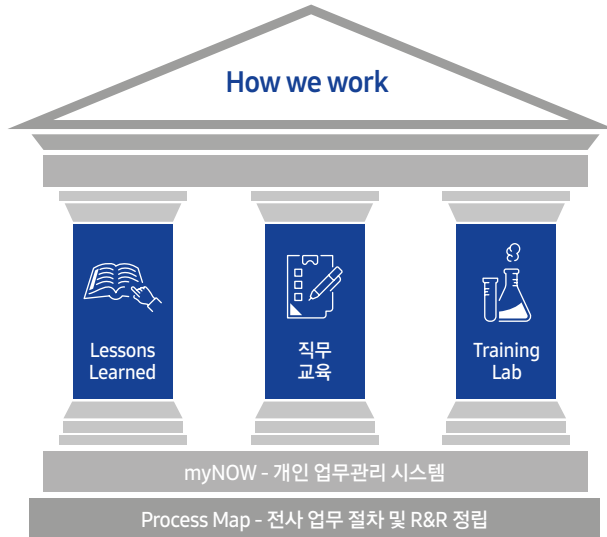 How we work
Lessons
Learned
직무
교육
Training
Lab
myNOW - 개인 업무관리 시스템
Process Map - 전사 업무 절차 및 R&R 정립